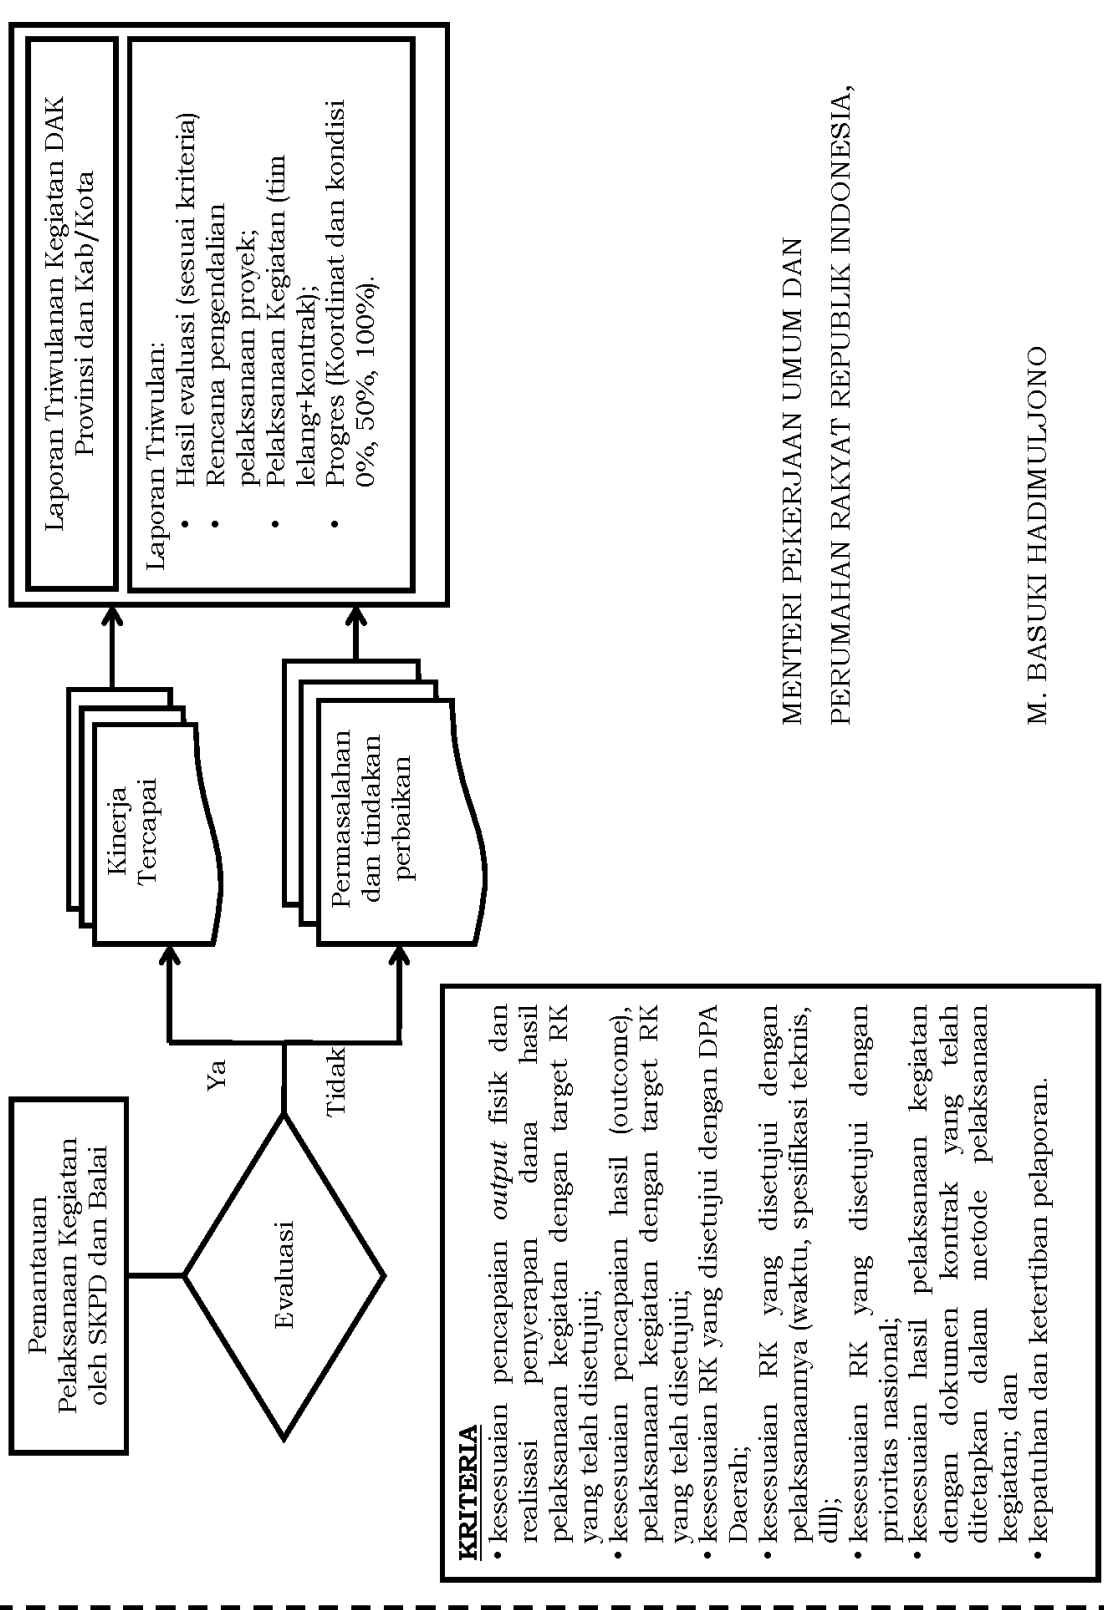 Pemantauan
Pelaksanaan Kegiatan
oleh SKPD dan Balai
Evaluasi
Ya
Tidak
Kinerja
Tercapai
Permasalahan
dan tindakan
perbaikan
Laporan Triwulanan Kegiatan DAK
Provinsi dan Kab/Kota
Laporan Triwulan:
• Hasil evaluasi (sesuai kriteria)
• Rencana pengendalian
pelaksanaan proyek;
• Pelaksanaan Kegiatan (tim
lelang+kontrak);
• Progres (Koordinat dan kondisi
0%, 50%, 100%).
KRITERIA
• kesesuaian pencapaian output fisik dan
realisasi penyerapan dana hasil
pelaksanaan kegiatan dengan target RK
yang telah disetujui;
• kesesuaian pencapaian hasil (outcome),
pelaksanaan kegiatan dengan target RK
yang telah disetujui;
• kesesuaian RK yang disetujui dengan DPA
Daerah;
• kesesuaian RK yang disetujui dengan
pelaksanaannya (waktu, spesifikasi teknis,
dll);
• kesesuaian RK yang disetujui dengan
prioritas nasional;
• kesesuaian hasil pelaksanaan kegiatan
dengan dokumen kontrak yang telah
ditetapkan dalam metode pelaksanaan
kegiatan; dan
• kepatuhan dan ketertiban pelaporan.
MENTERI PEKERJAAN UMUM DAN
PERUMAHAN RAKYAT REPUBLIK INDONESIA,
M. BASUKI HADIMULJONO